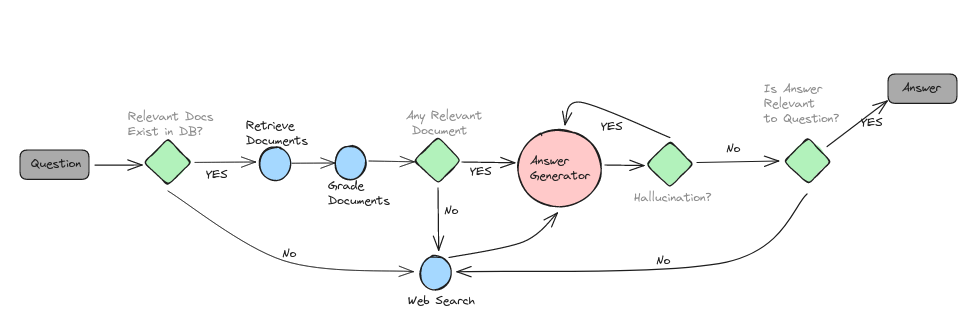 Question
Relevant Docs
Exist in DB?
YES
No
Retrieve
Documents
Grade
Documents
Any Relevant
Document
YES
No
Web Search
Answer
Generator
YES
Hallucination?
No
Is Answer
Relevant
to Question?
YES
No
Answer